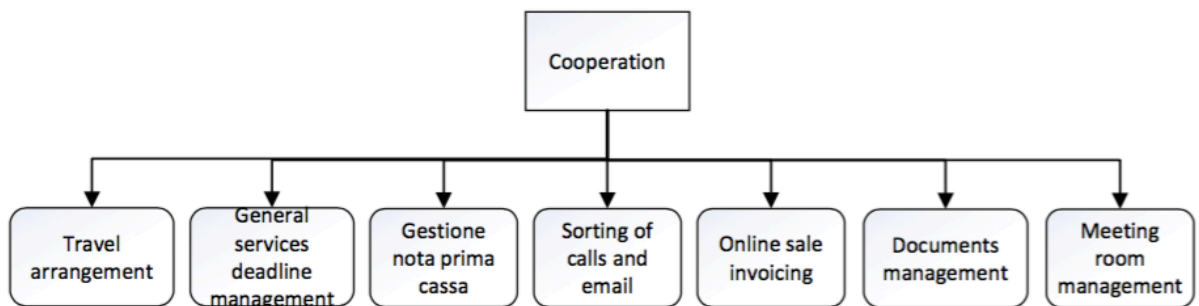 Cooperation
Travel
arrangement
General
services
deadline
management
Gestione
nota prima
cassa
Sorting of
calls and
email
Online sale
invoicing
Documents
management
Meeting
room
management